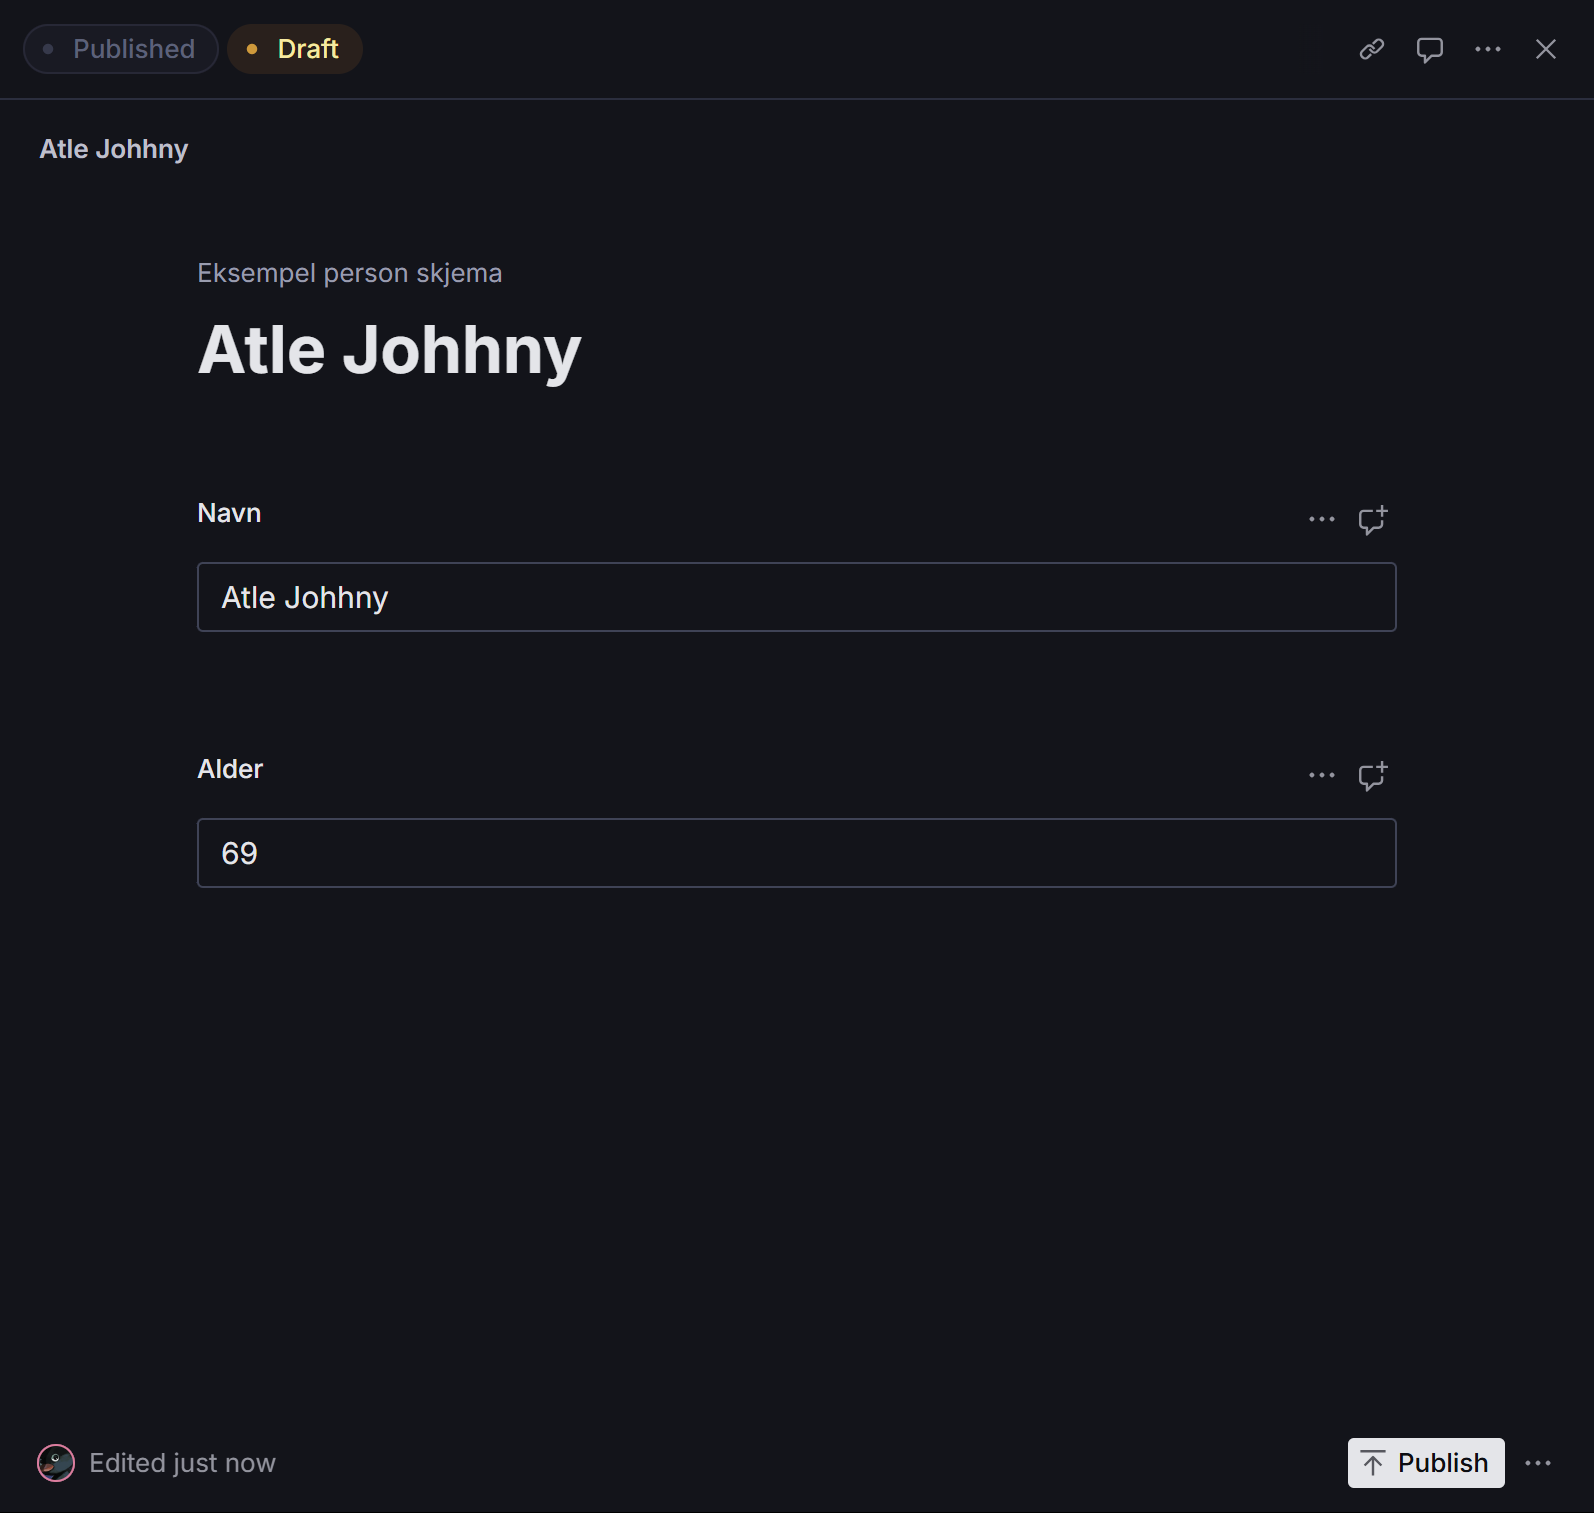 Published Draft
Atle Johhny
Eksempel person skjema
Atle Johhny
Navn
Atle Johhny
Alder
69
Edited just now Publish